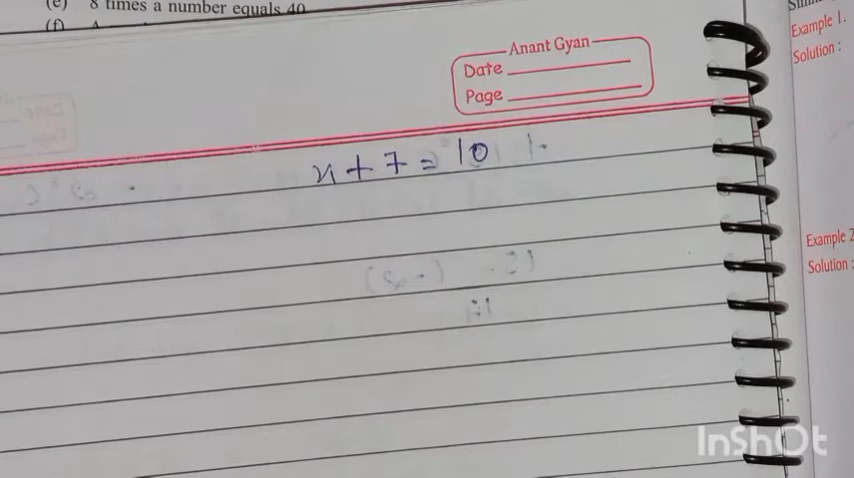 (e) 8 times a number equals 40
(f)
Anant Gyan
Date
Page
x + 7 = 10
Example 1.
Solution :
Example 2
Solution :
InShOt